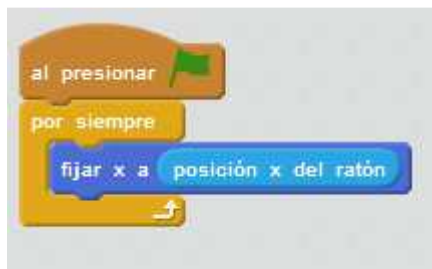 al presionar
por siempre
fijar x a posición x del ratón